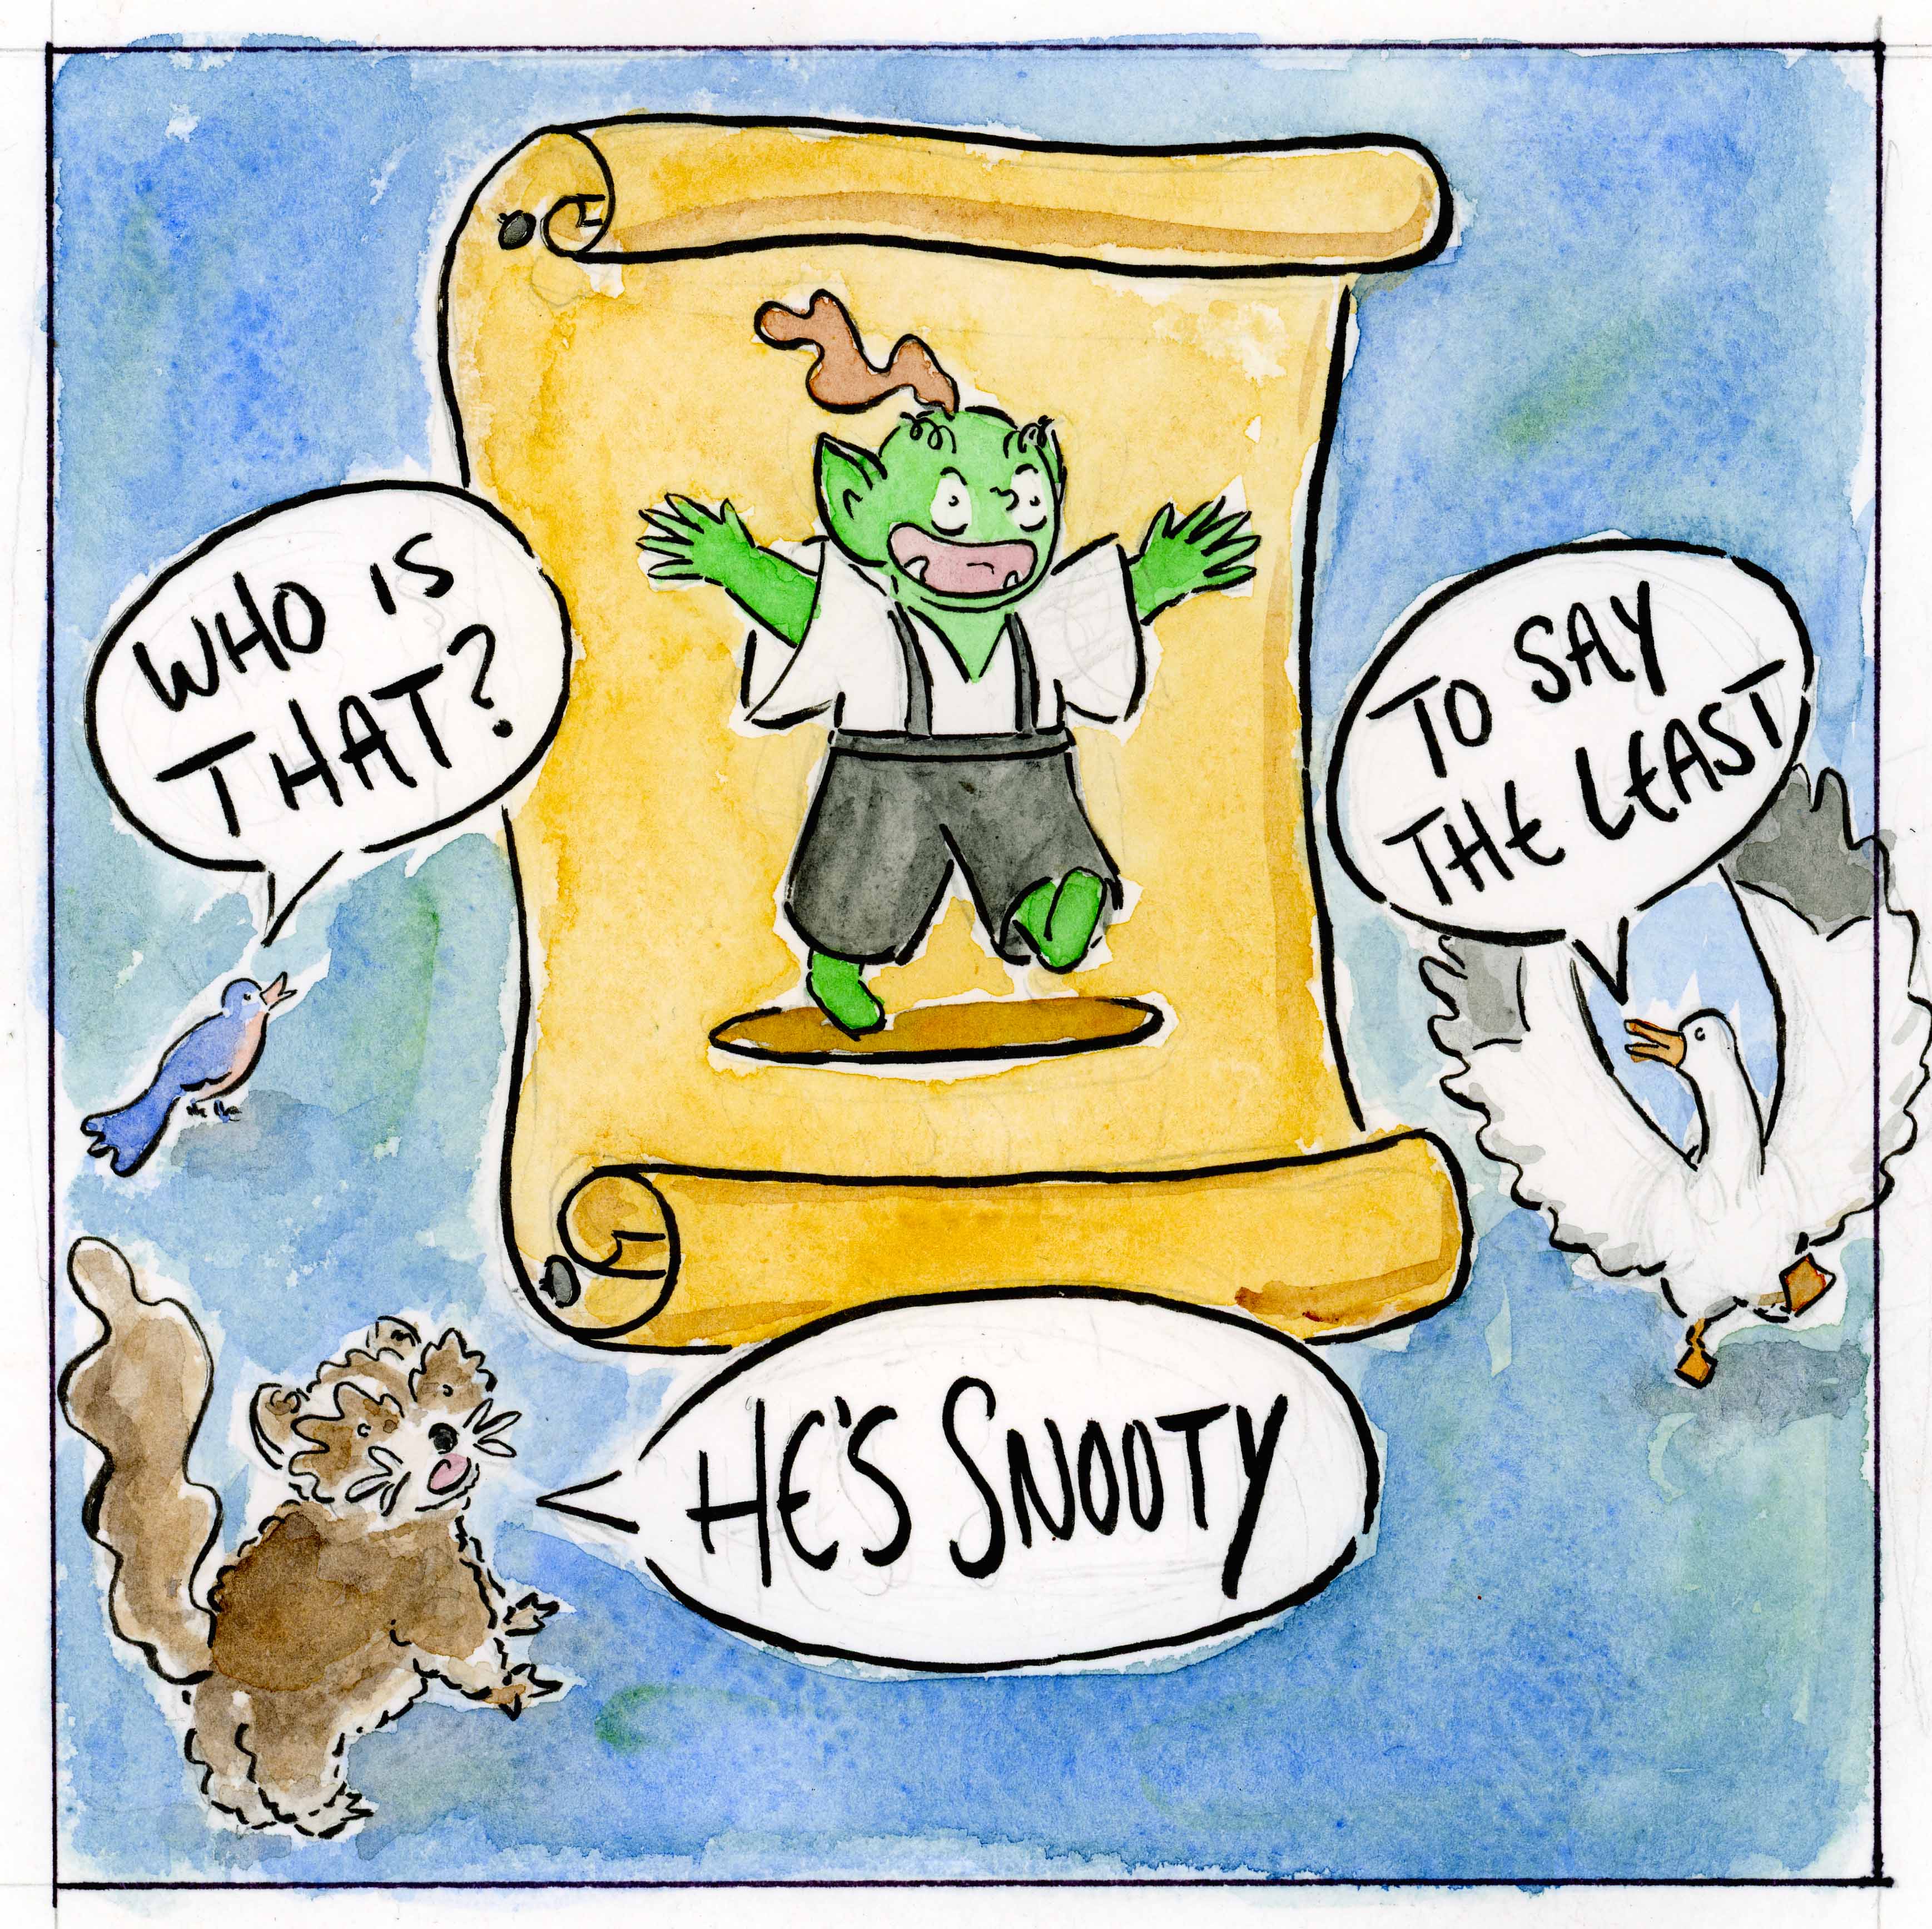 WHO IS
THAT?
HE'S SNOOTY
TO SAY
THE LEAST